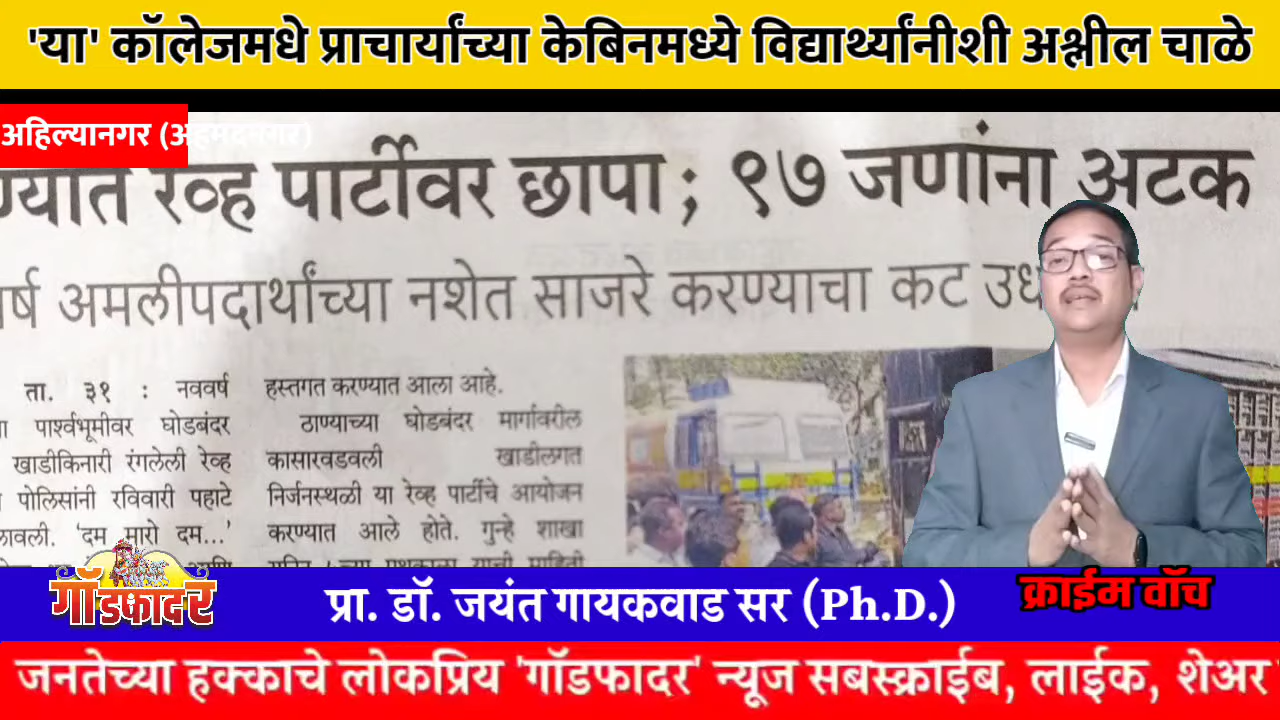 'या' कॉलेजमधे प्राचार्यांच्या केबिनमध्ये विद्यार्थ्यांनीशी अश्लील चाळे
अहिल्यानगर (अहमदनगर)
ण्यात रेव्ह पार्टीवर छापा; ९७ जणांना अटक
वर्ष अमलीपदार्थांच्या नशेत साजरे करण्याचा कट
ता. ३१ : नववर्ष
पार्श्वभूमीवर घोडबंदर
खाडीकिनारी रंगलेली रेव्ह
पोलिसांनी रविवारी पहाटे
'दम मारो दम...'
हस्तगत करण्यात आला आहे.
ठाण्याच्या घोडबंदर मार्गावरील
कासारवडवली खाडीलगत
निर्जनस्थळी या रेव्ह पार्टीचे आयोजन
करण्यात आले होते. गुन्हे शाखा
गॉडफादर
प्रा. डॉ. जयंत गायकवाड सर (Ph.D.)
क्राईम वॉच
जनतेच्या हक्काचे लोकप्रिय 'गॉडफादर' न्यूज सबस्क्राईब, लाईक, शेअर